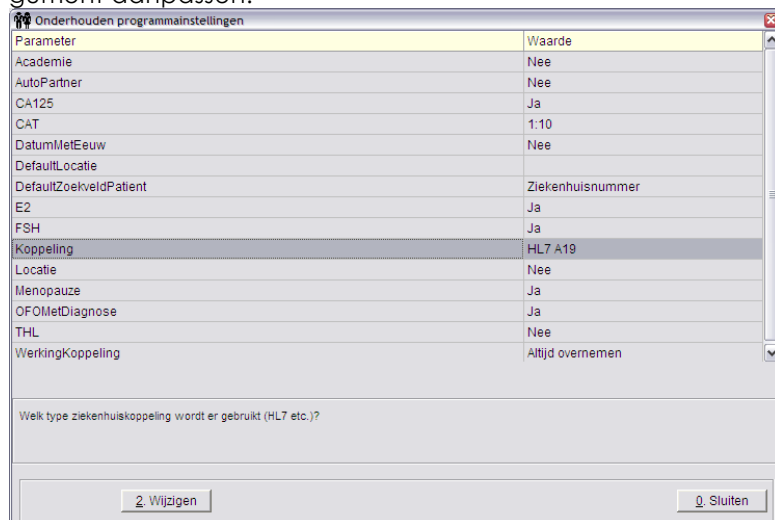 gement aanpassen.
Onderhouden programmainstellingen
Parameter Waarde
Academie Nee
AutoPartner Nee
CA125 Ja
CAT 1:10
DatumMetEeuw Nee
DefaultLocatie
DefaultZoekveldPatient Ziekenhuisnummer
E2 Ja
FSH Ja
Koppeling HL7 A19
Locatie Nee
Menopauze Ja
OFOMetDiagnose Ja
THL Nee
WerkingKoppeling Altijd overnemen
Welk type ziekenhuiskoppeling wordt er gebruikt (HL7 etc.)?
2. Wijzigen 0. Sluiten